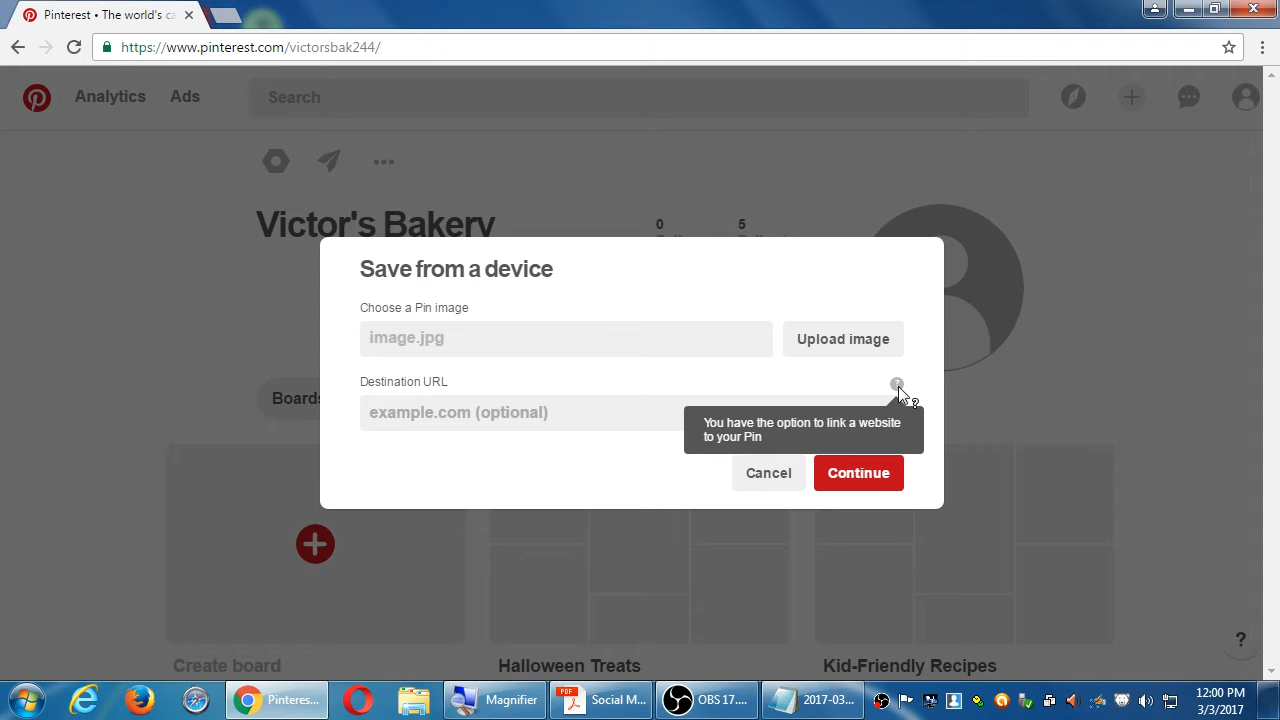 Pinterest • The world's ca
https://www.pinterest.com/victorsbak244/
Analytics
Ads
Search
Victor's Bakery
0
5
Save from a device
Choose a Pin image
image.jpg
Upload image
Destination URL
?
example.com (optional)
You have the option to link a website
to your Pin
Cancel
Continue
Boards
Create board
Halloween Treats
Kid-Friendly Recipes
?
Pinteres...
Magnifier
PDF
Social M...
OBS 17....
2017-03...
12:00 PM
3/3/2017